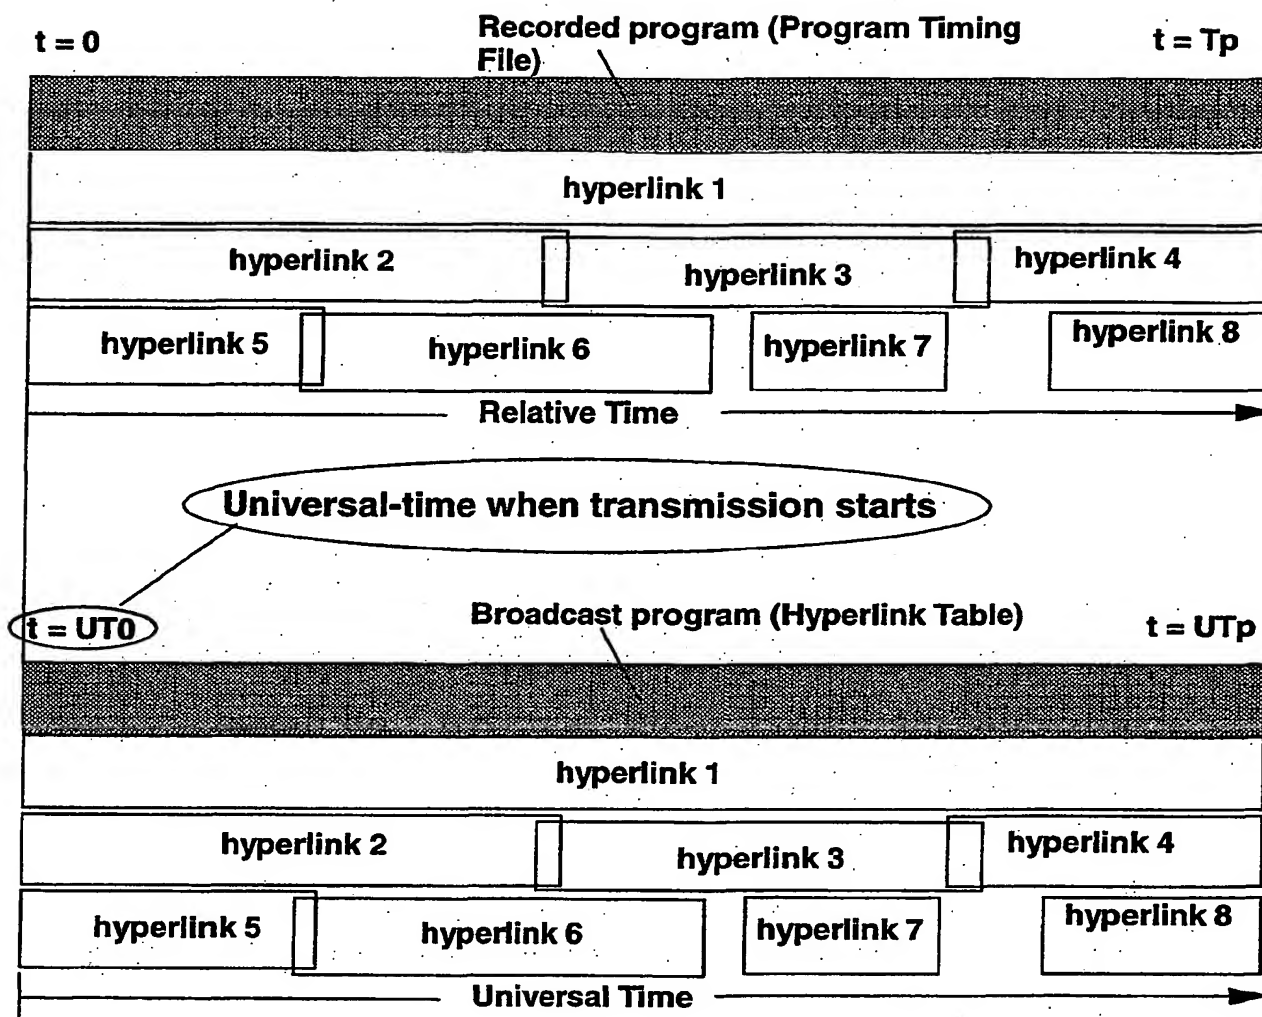 t = 0
Recorded program (Program Timing
File)
t = Tp
hyperlink 1
hyperlink 2
hyperlink 3
hyperlink 4
hyperlink 5
hyperlink 6
hyperlink 7
hyperlink 8
Relative Time
Universal-time when transmission starts
t = UT0
Broadcast program (Hyperlink Table)
t = UTp
hyperlink 1
hyperlink 2
hyperlink 3
hyperlink 4
hyperlink 5
hyperlink 6
hyperlink 7
hyperlink 8
Universal Time